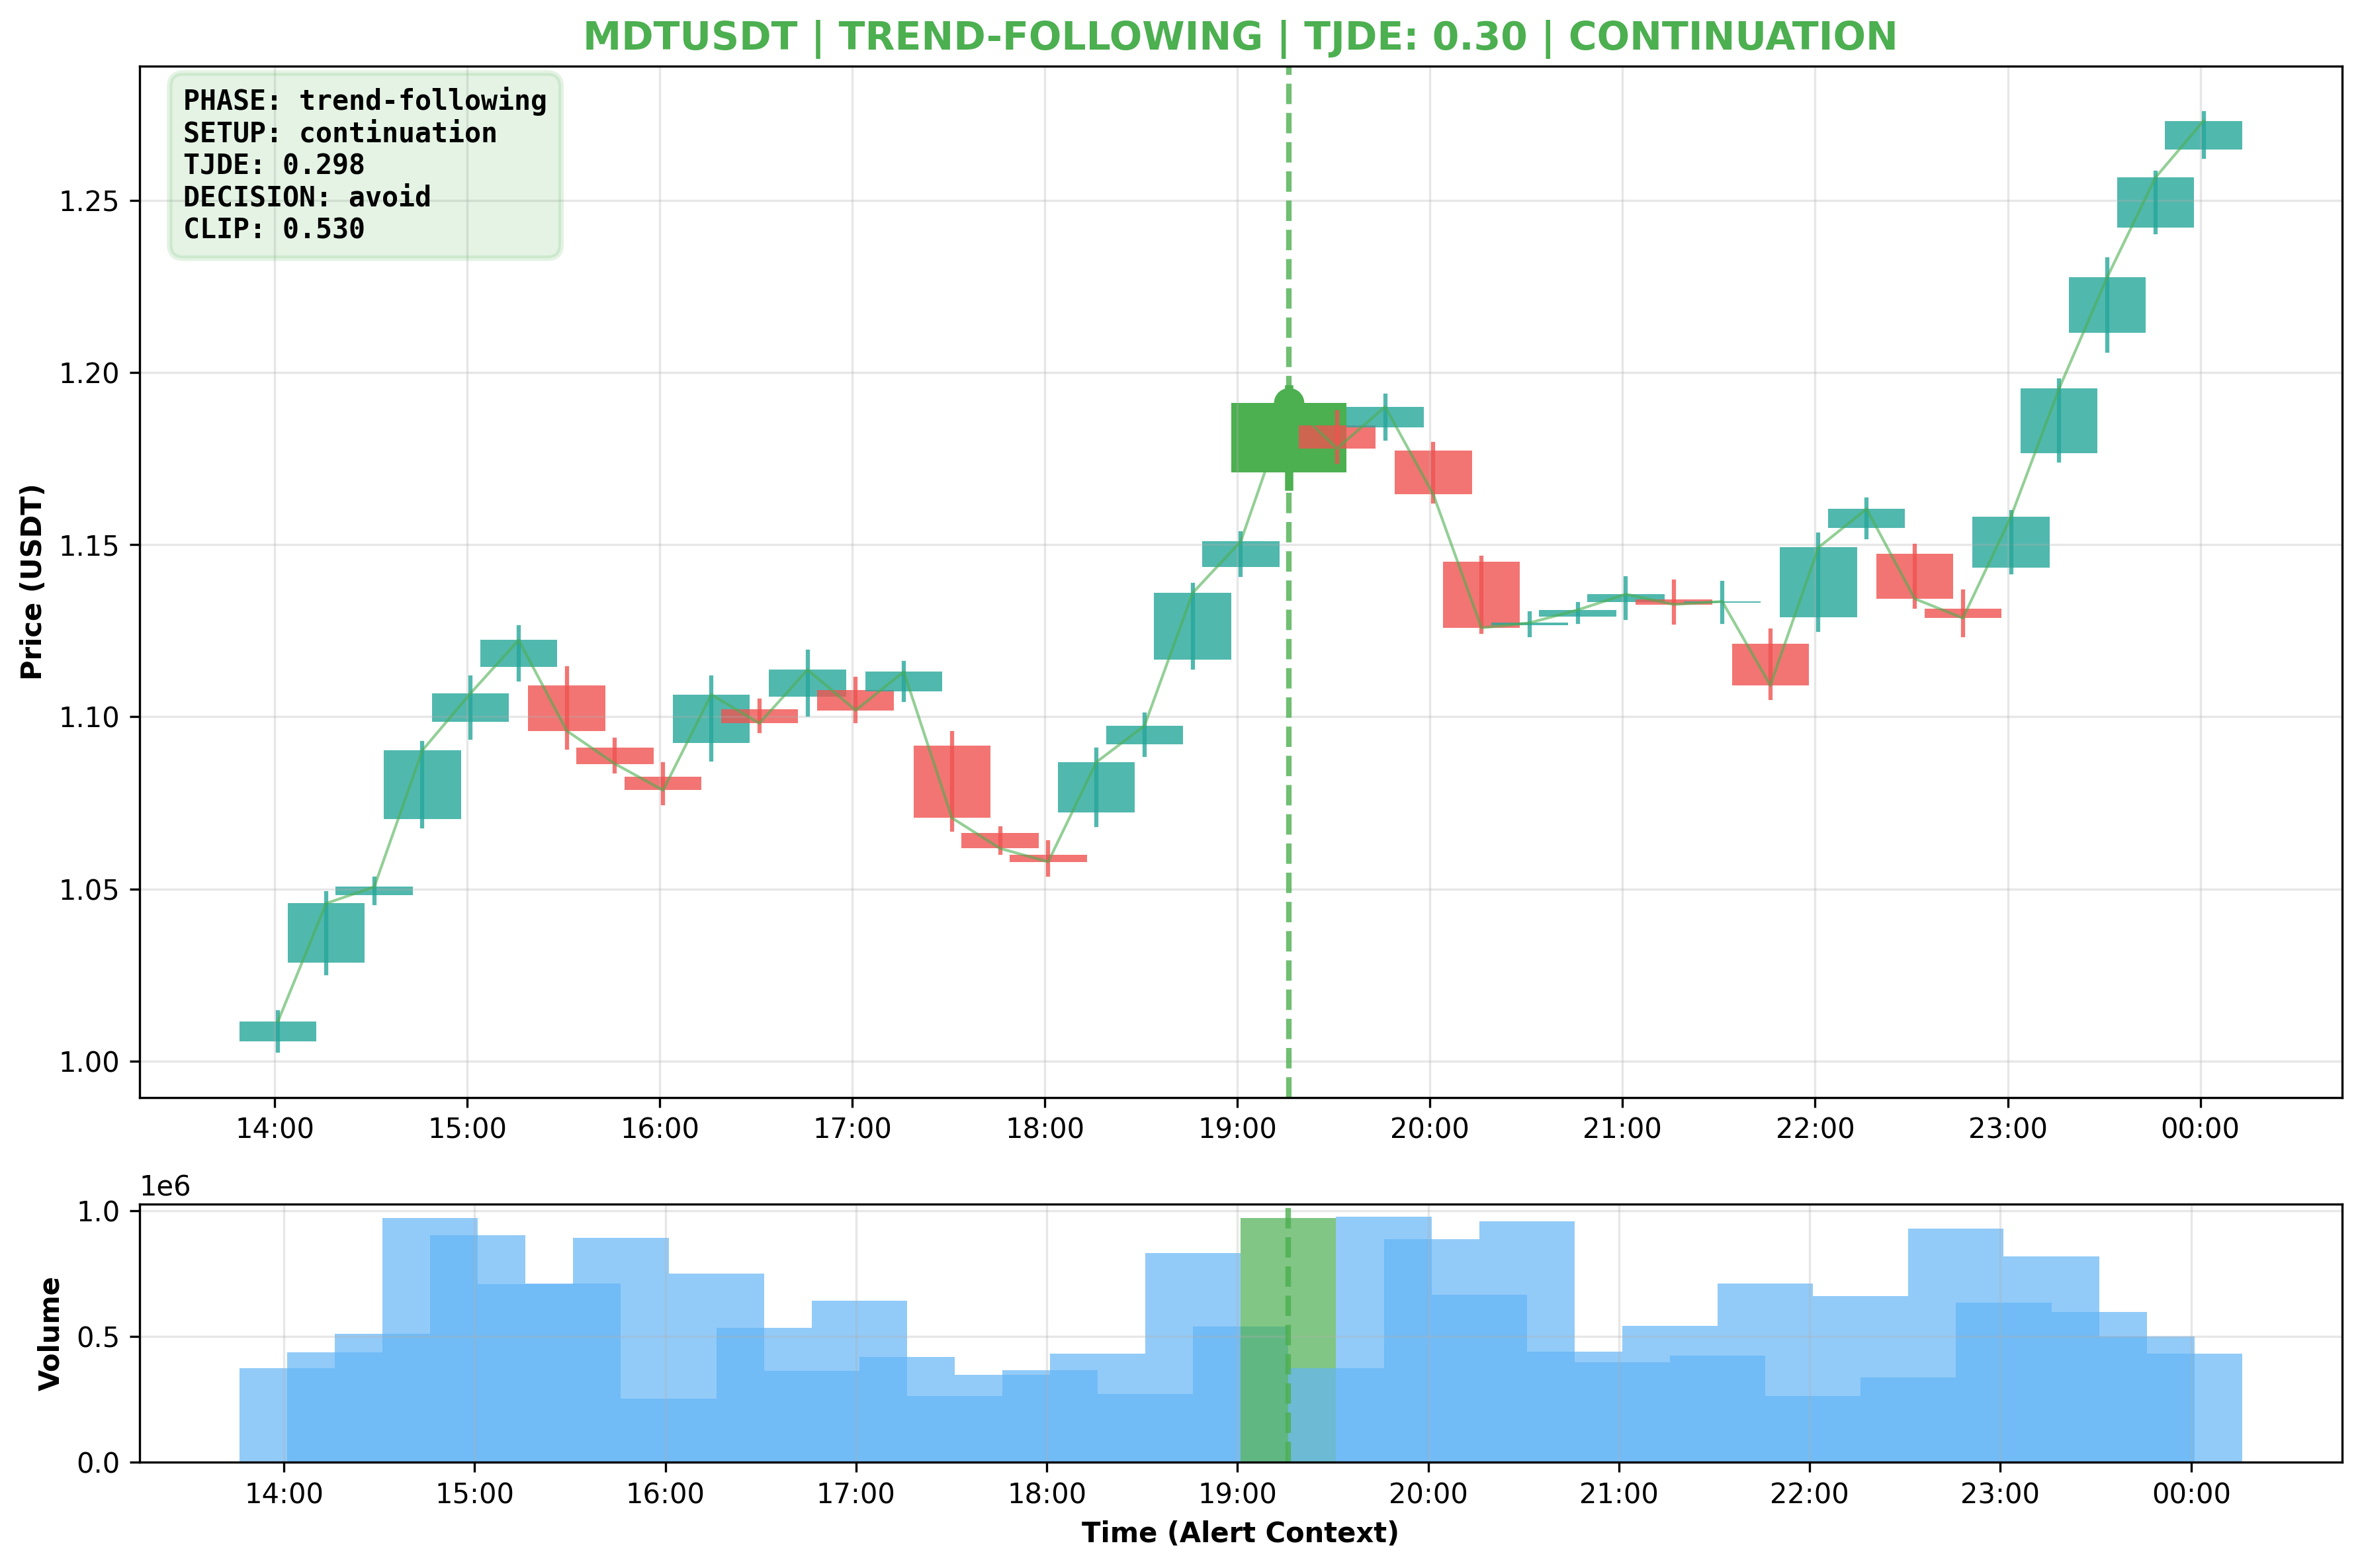 MDTUSDT | TREND-FOLLOWING | TJDE: 0.30 | CONTINUATION
PHASE: trend-following
SETUP: continuation
TJDE: 0.298
DECISION: avoid
CLIP: 0.530
Price (USDT)
1.25
1.20
1.15
1.10
1.05
1.00
14:00 15:00 16:00 17:00 18:00 19:00 20:00 21:00 22:00 23:00 00:00
1e6
Volume
1.0
0.5
0.0
14:00 15:00 16:00 17:00 18:00 19:00 20:00 21:00 22:00 23:00 00:00
Time (Alert Context)